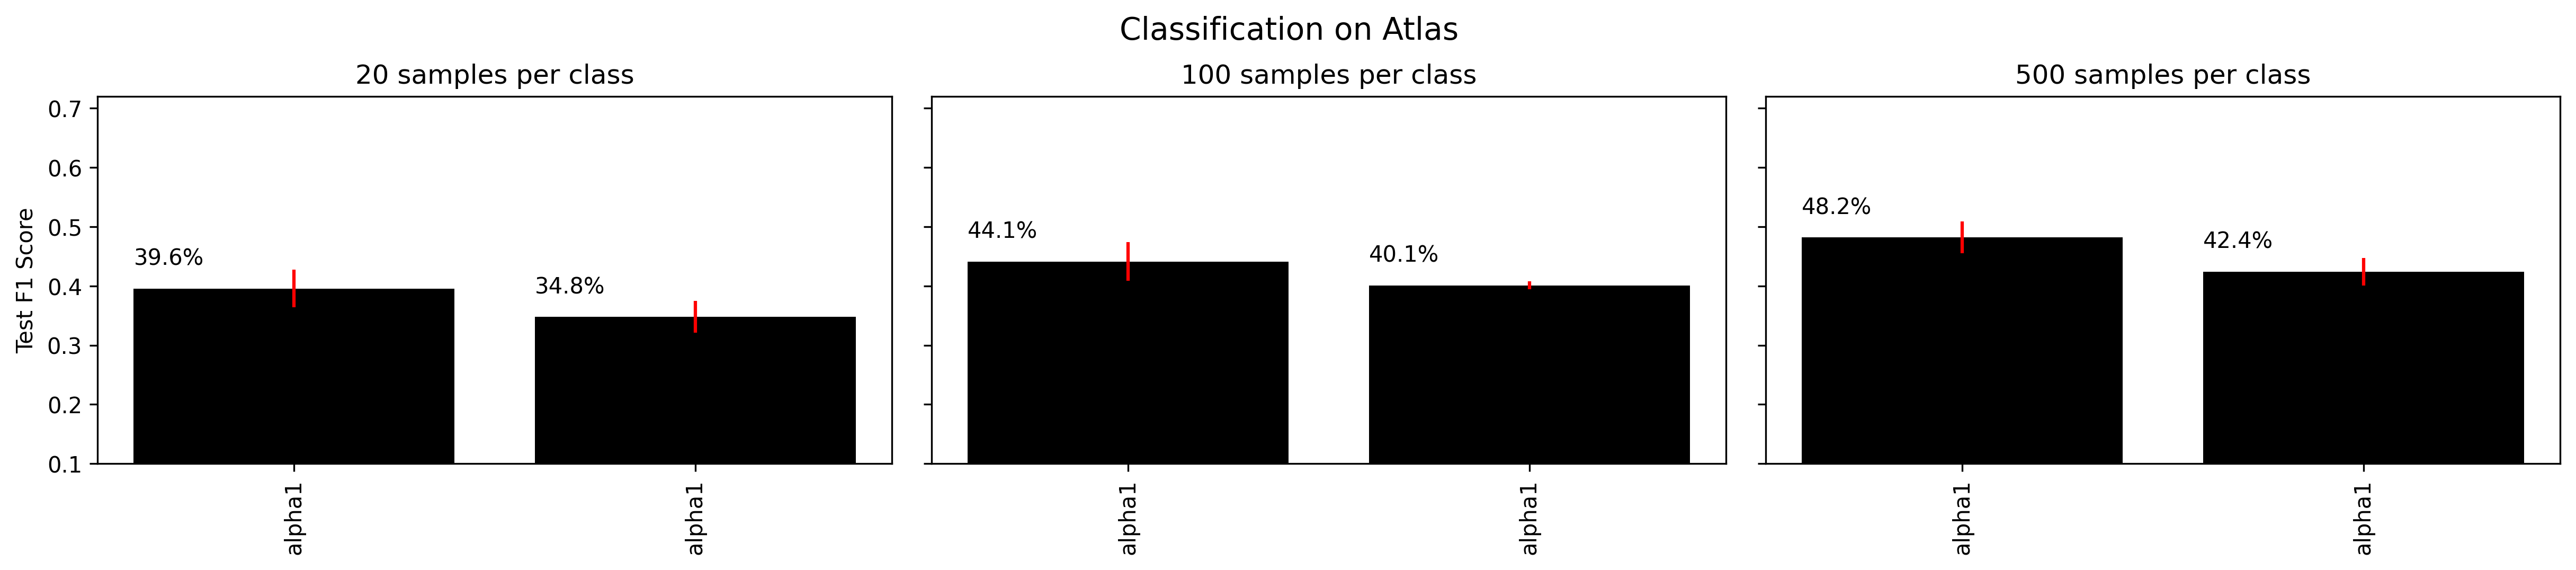 Classification on Atlas
20 samples per class
Test F1 Score
0.7
0.6
0.5
0.4
0.3
0.2
0.1
39.6%
34.8%
alpha1
alpha1
100 samples per class
44.1%
40.1%
alpha1
alpha1
500 samples per class
48.2%
42.4%
alpha1
alpha1